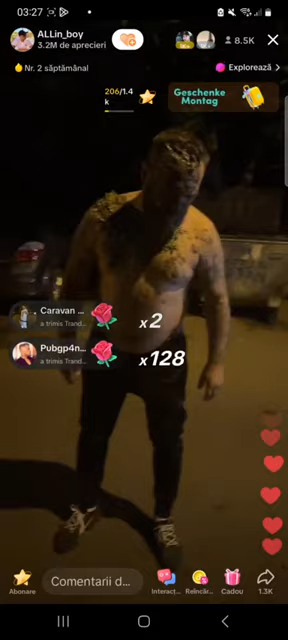 03:27
ALLin_boy
3.2M de aprecieri
8.5K
Nr. 2 săptămânal
Explorează >
206/1.4
k
Geschenke
Montag
Caravan ...
a trimis Trand...
x2
Pubgp4n...
a trimis Trand...
x128
Abonare
Comentarii d...
Interacț...
Reîncăr...
Cadou
1.3K